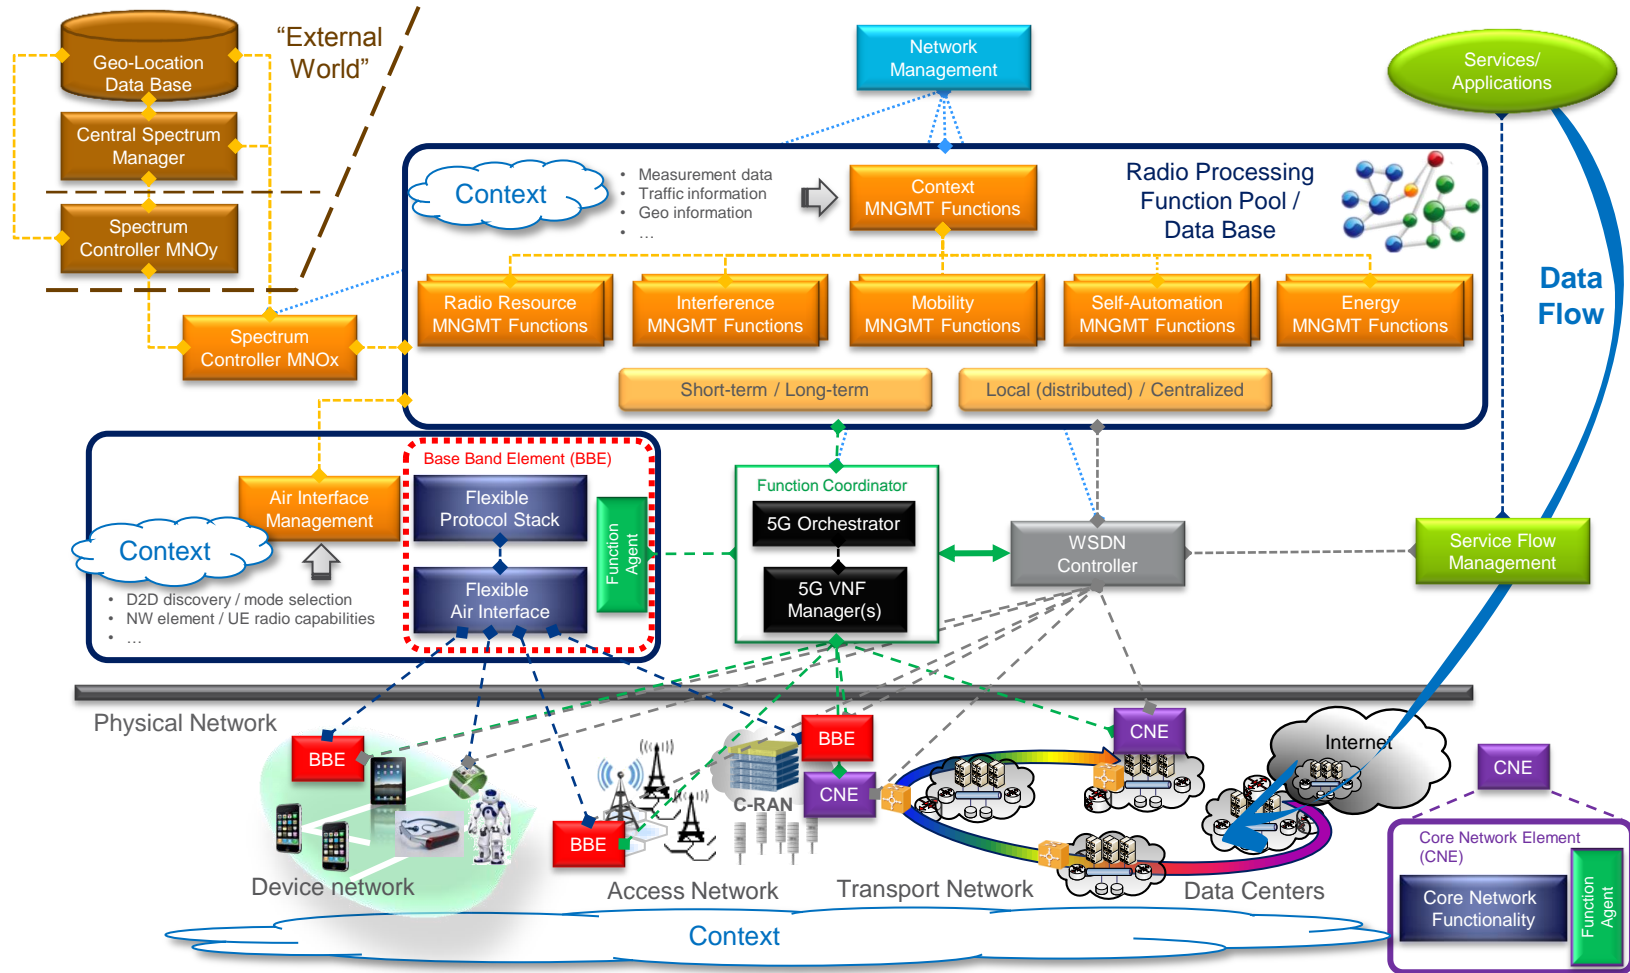 "External
World"
Geo-Location
Data Base
Central Spectrum
Manager
Spectrum
Controller MNOy
Spectrum
Controller MNOx
Network
Management
Services/
Applications
Context
• Measurement data
• Traffic information
• Geo information
• ...
Context
MNGMT Functions
Radio Processing
Function Pool /
Data Base
Data
Flow
Radio Resource
MNGMT Functions
Interference
MNGMT Functions
Mobility
MNGMT Functions
Self-Automation
MNGMT Functions
Energy
MNGMT Functions
Short-term / Long-term
Local (distributed) / Centralized
Base Band Element (BBE)
Air Interface
Management
Context
• D2D discovery / mode selection
• NW element / UE radio capabilities
• ...
Flexible
Protocol Stack
Flexible
Air Interface
Function
Agent
Function Coordinator
5G Orchestrator
5G VNF
Manager(s)
WSDN
Controller
Service Flow
Management
Physical Network
BBE
BBE
CNE
BBE
C-RAN
CNE
Internet
CNE
Device network
Access Network
Transport Network
Data Centers
Context
Core Network Element
(CNE)
Core Network
Functionality
Function
Agent